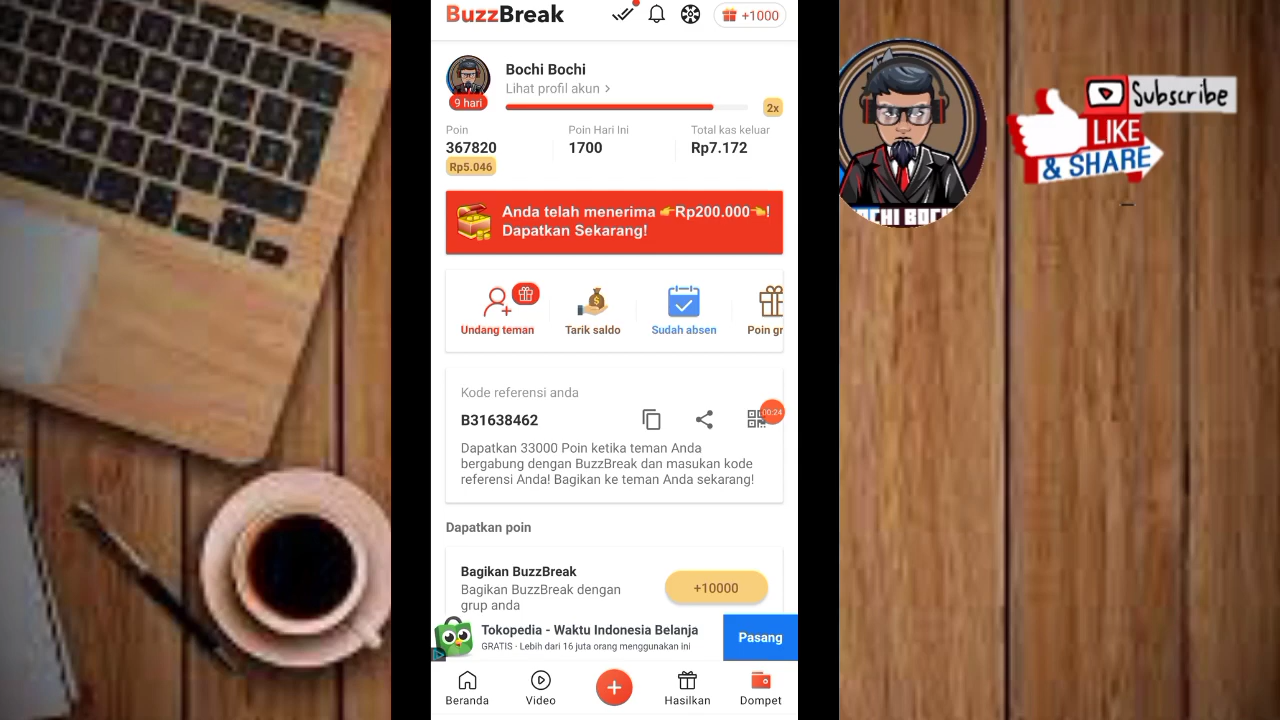 BuzzBreak
+1000
Bochi Bochi
Lihat profil akun >
9 hari
2x
Poin
Poin Hari Ini
Total kas keluar
367820
1700
Rp7.172
Rp5.046
Anda telah menerima 👉Rp200.000👈!
Dapatkan Sekarang!
Undang teman
Tarik saldo
Sudah absen
Poin gr
Kode referensi anda
B31638462
00:24
Dapatkan 33000 Poin ketika teman Anda
bergabung dengan BuzzBreak dan masukan kode
referensi Anda! Bagikan ke teman Anda sekarang!
Dapatkan poin
Bagikan BuzzBreak
Bagikan BuzzBreak dengan
grup anda
+10000
Tokopedia - Waktu Indonesia Belanja
GRATIS · Lebih dari 16 juta orang menggunakan ini
Pasang
Beranda
Video
Hasilkan
Dompet
Subscribe
LIKE
& SHARE